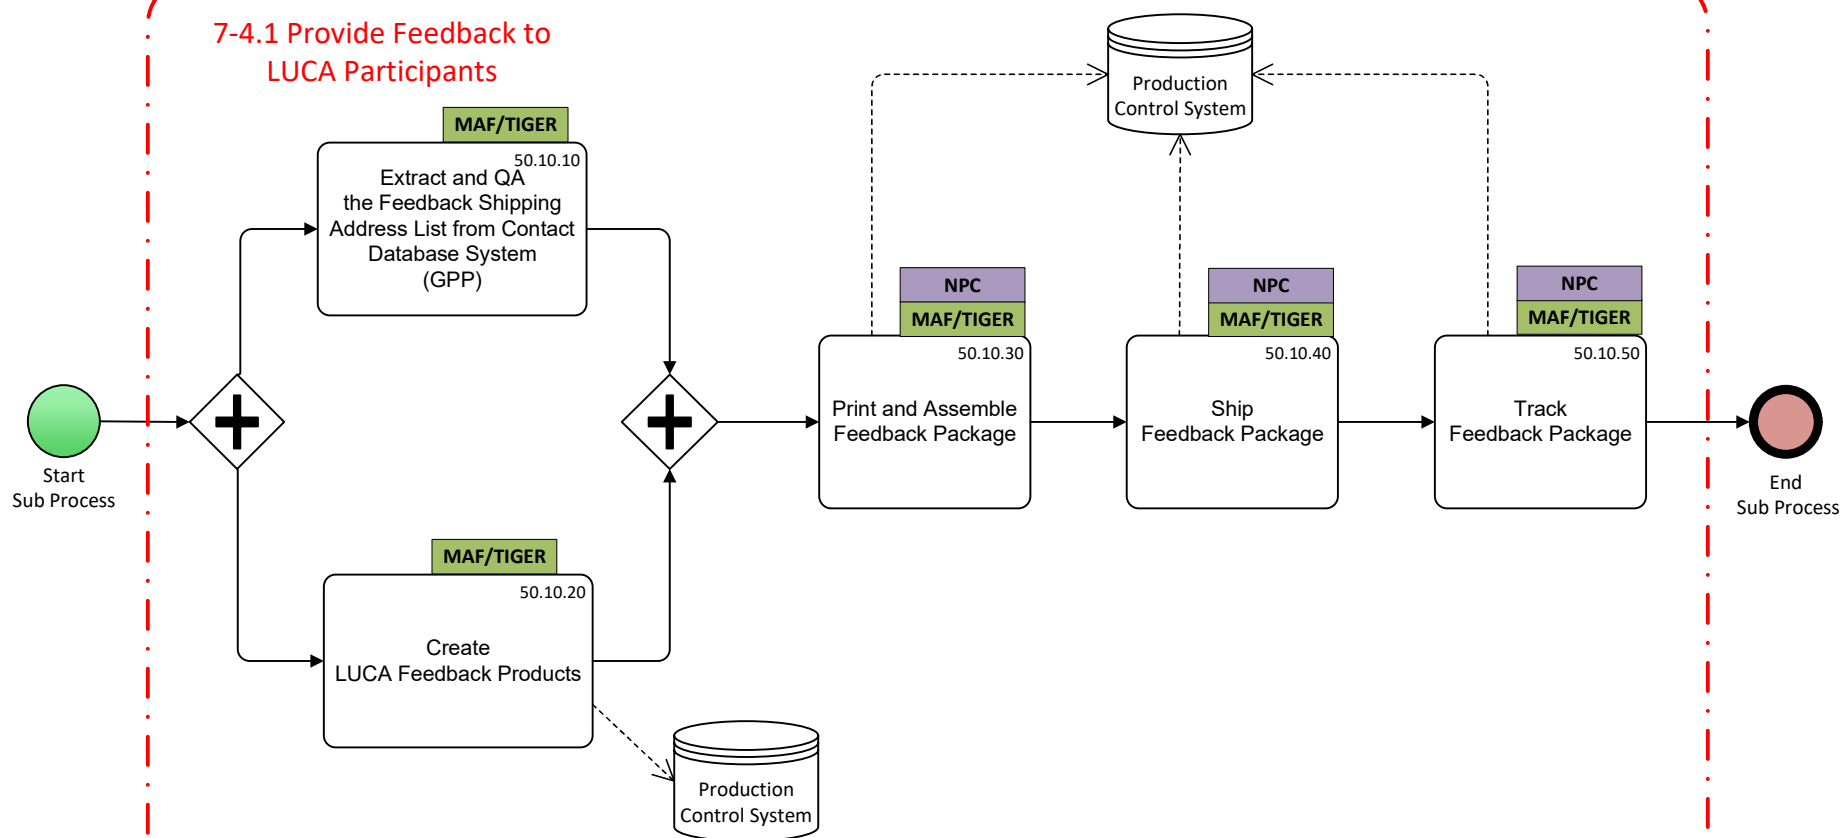 7-4.1 Provide Feedback to
LUCA Participants
MAF/TIGER
50.10.10
Extract and QA
the Feedback Shipping
Address List from Contact
Database System
(GPP)
Production
Control System
NPC
MAF/TIGER
50.10.30
Print and Assemble
Feedback Package
NPC
MAF/TIGER
50.10.40
Ship
Feedback Package
NPC
MAF/TIGER
50.10.50
Track
Feedback Package
Start
Sub Process
End
Sub Process
MAF/TIGER
50.10.20
Create
LUCA Feedback Products
Production
Control System